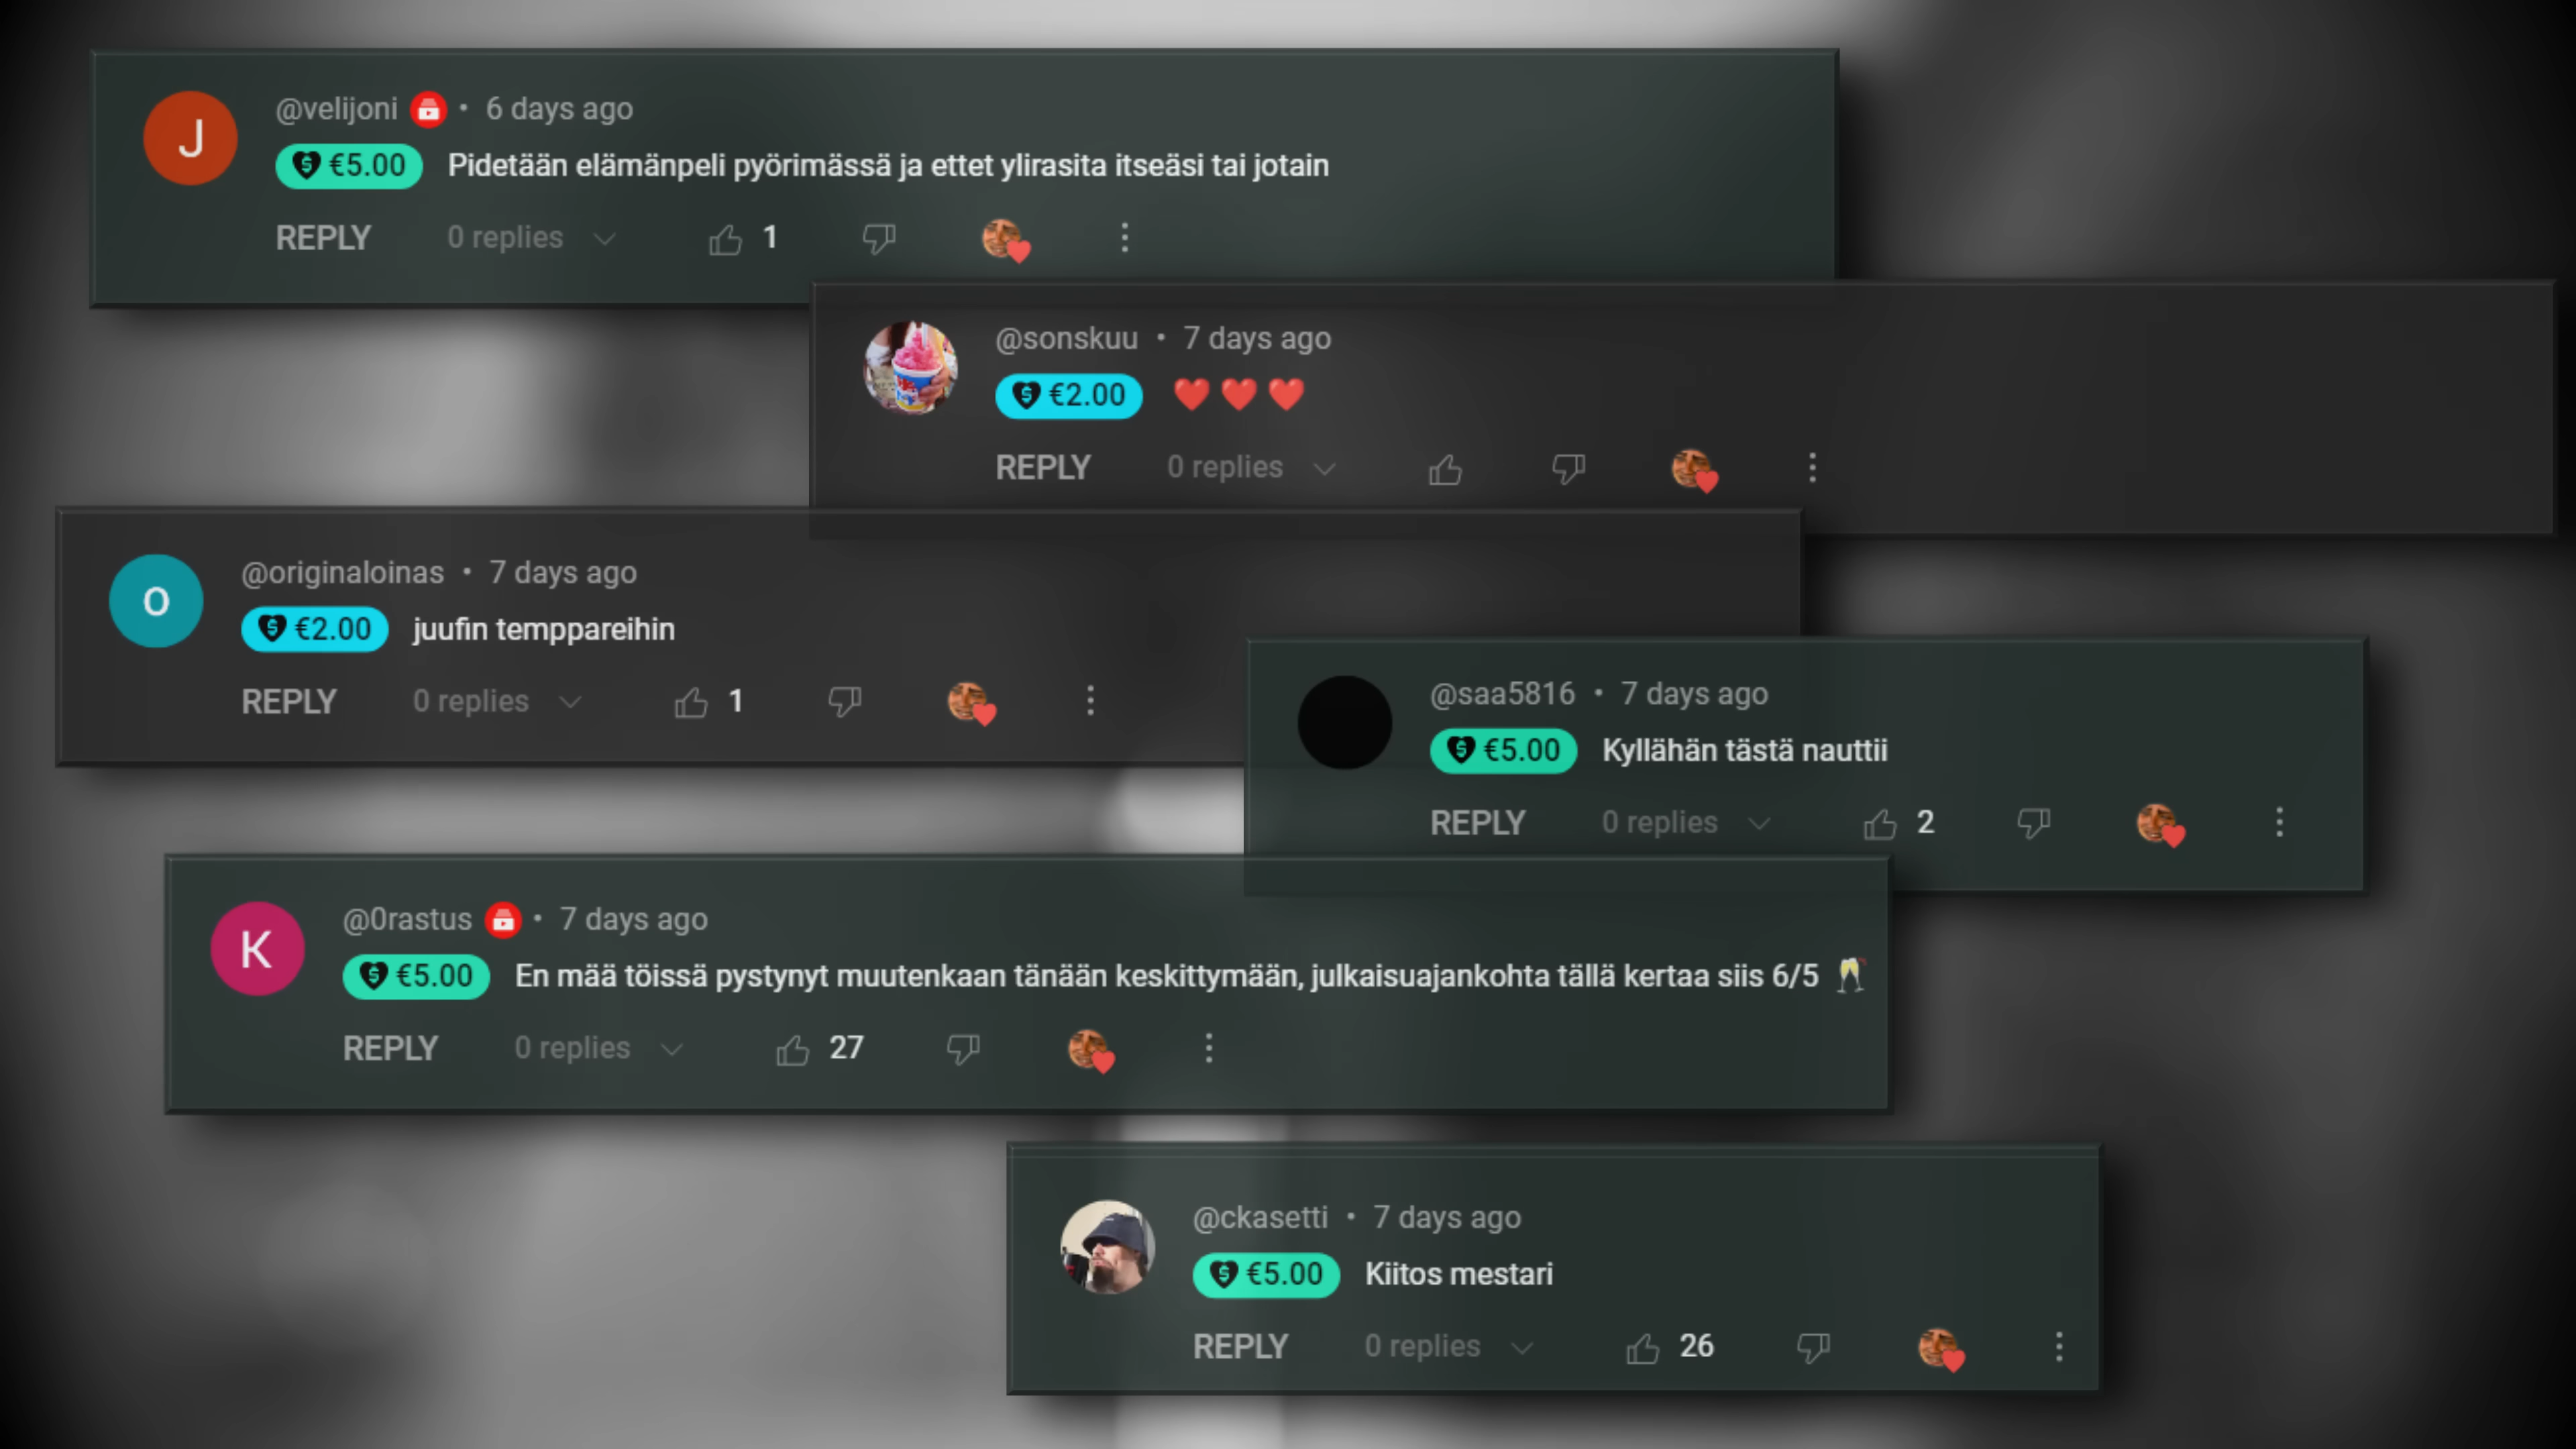 J
@velijoni • 6 days ago
€5.00 Pidetään elämänpeli pyörimässä ja ettet ylirasita itseäsi tai jotain
REPLY 0 replies 1
@sonskuu • 7 days ago
€2.00 ❤️ ❤️ ❤️
REPLY 0 replies
o
@originaloinas • 7 days ago
€2.00 juufin temppareihin
REPLY 0 replies 1
@saa5816 • 7 days ago
€5.00 Kyllähän tästä nauttii
REPLY 0 replies 2
K
@0rastus • 7 days ago
€5.00 En mää töissä pystynyt muutenkaan tänään keskittymään, julkaisuajankohta tällä kertaa siis 6/5 🥂
REPLY 0 replies 27
@ckasetti • 7 days ago
€5.00 Kiitos mestari
REPLY 0 replies 26